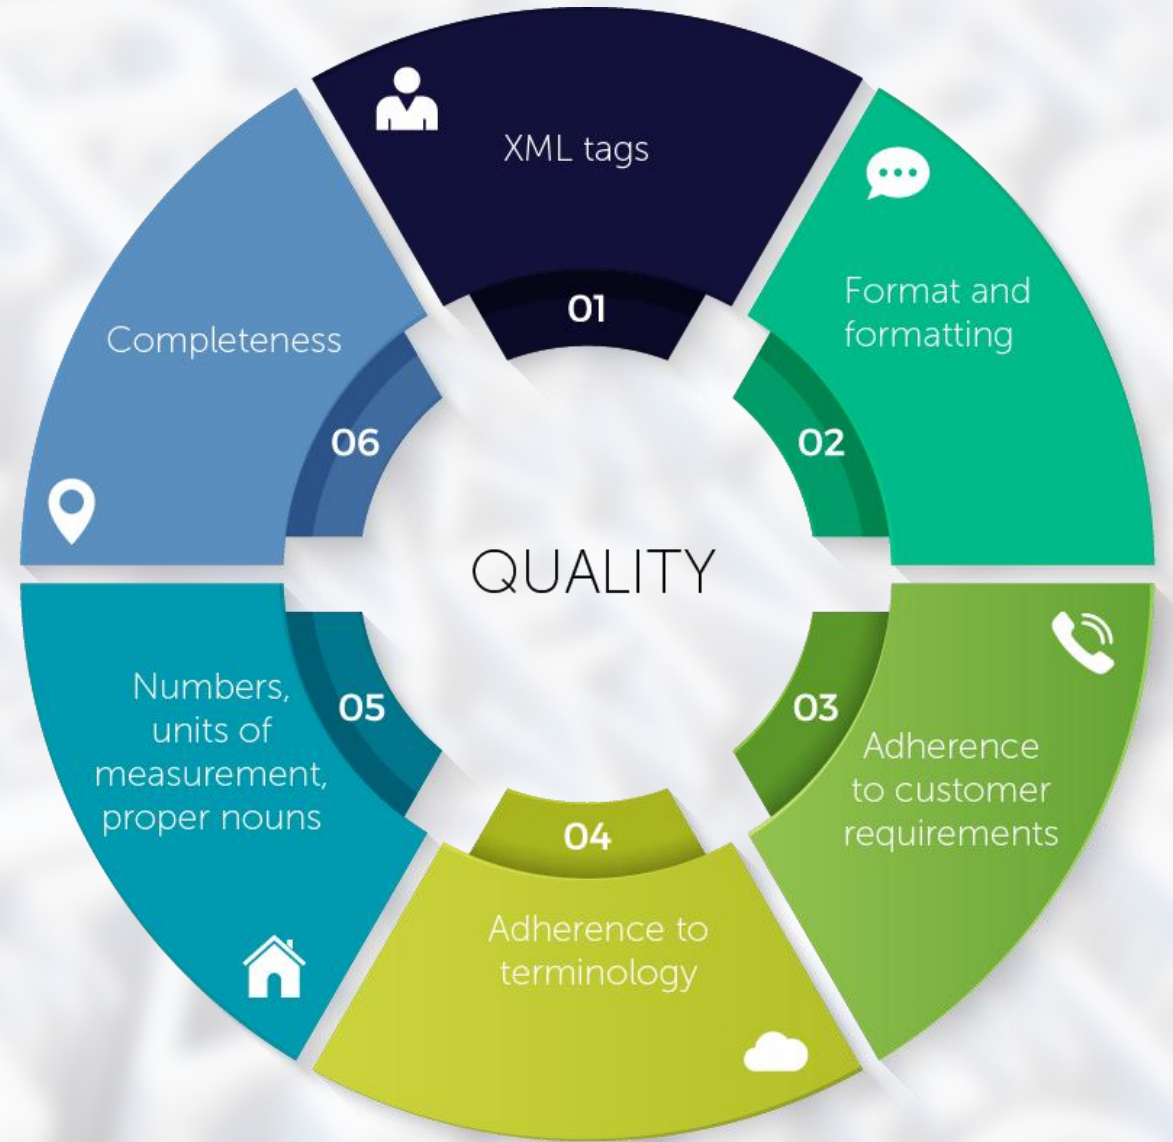 XML tags
01
Format and
formatting
02
Adherence
to customer
requirements
03
Adherence to
terminology
04
Numbers,
units of
measurement,
proper nouns
05
Completeness
06
QUALITY